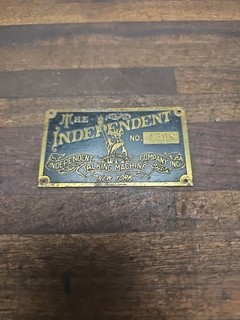 THE
INDEPENDENT
NO.
INDEPENDENT COMPANY INC.
TALKING MACHINE
NEW YORK